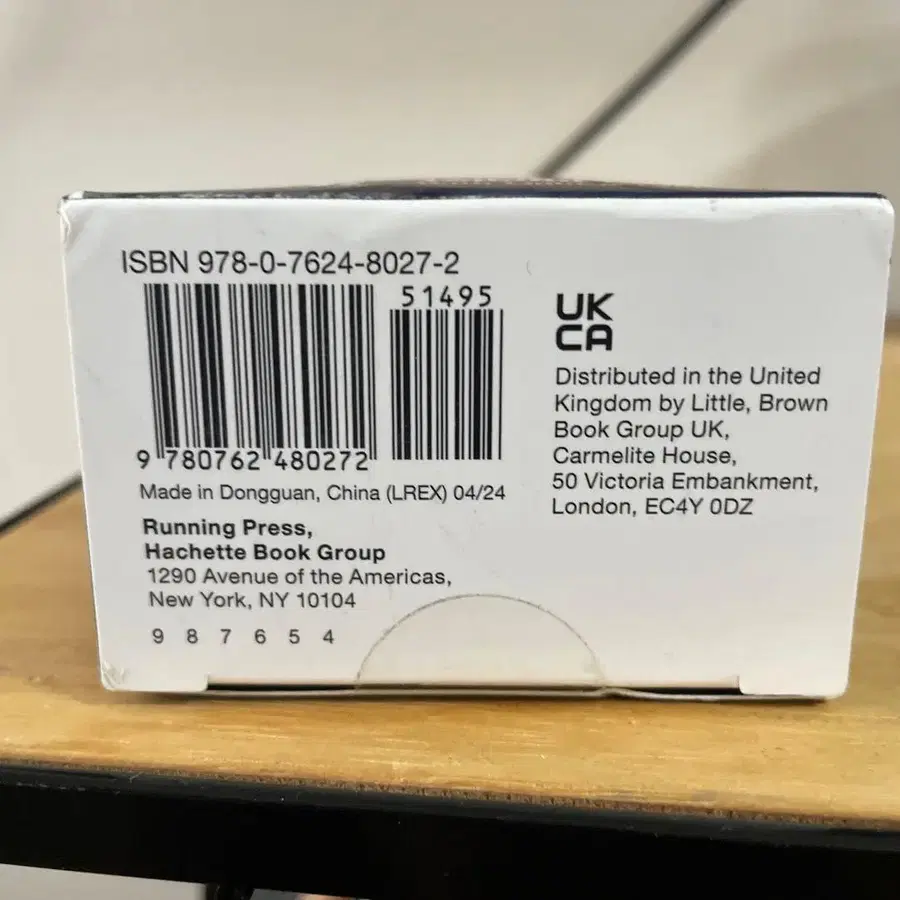 ISBN 978-0-7624-8027-2
51495
9 780762 480272
Made in Dongguan, China (LREX) 04/24
Running Press,
Hachette Book Group
1290 Avenue of the Americas,
New York, NY 10104
9 8 7 6 5 4
UK
CA
Distributed in the United
Kingdom by Little, Brown
Book Group UK,
Carmelite House,
50 Victoria Embankment,
London, EC4Y 0DZ